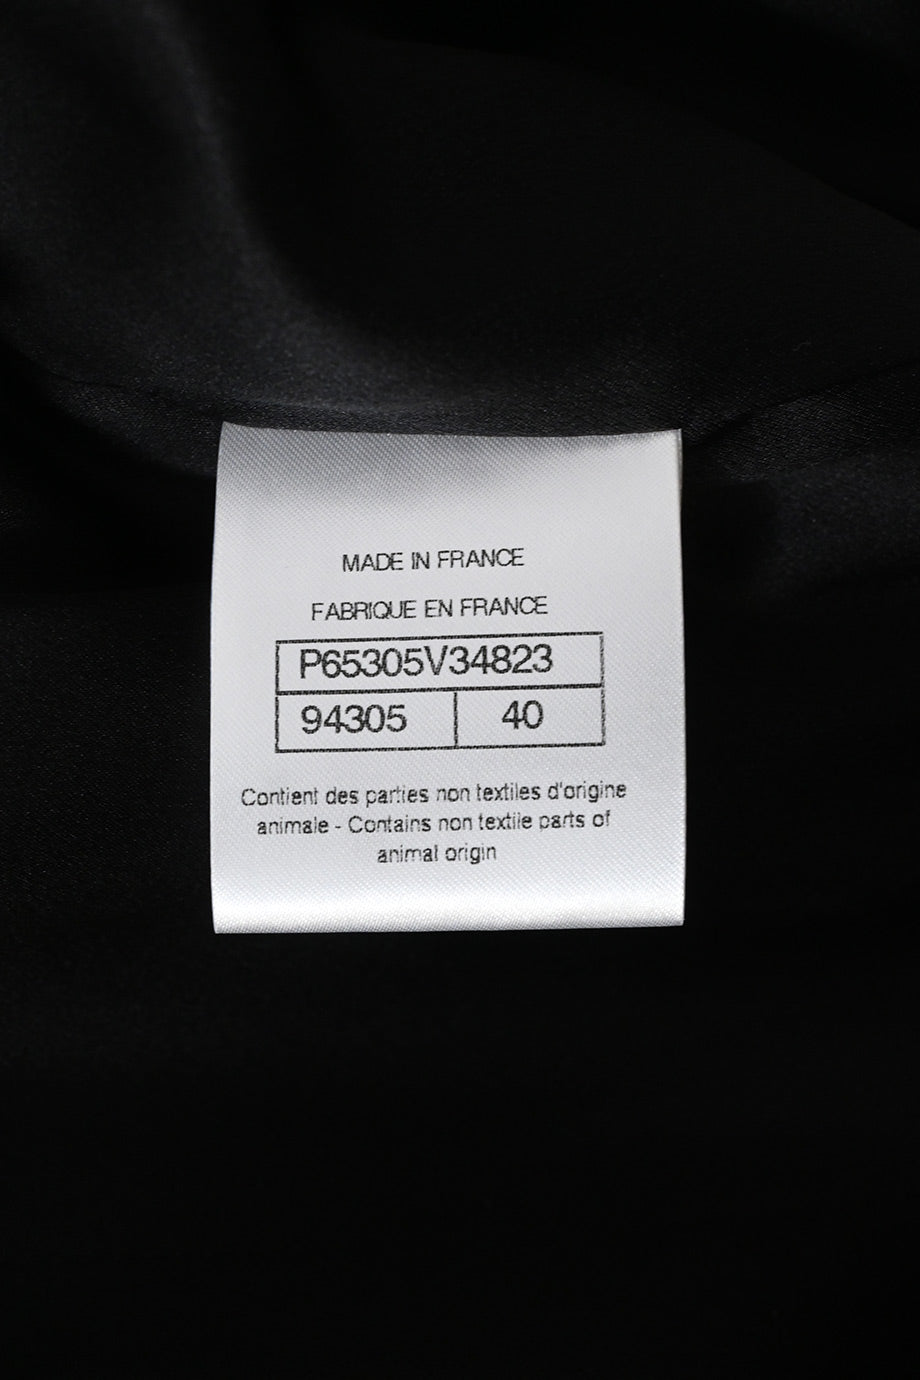 MADE IN FRANCE
FABRIQUE EN FRANCE
P65305V34823
94305 40
Contient des parties non textiles d'origine
animale - Contains non textile parts of
animal origin